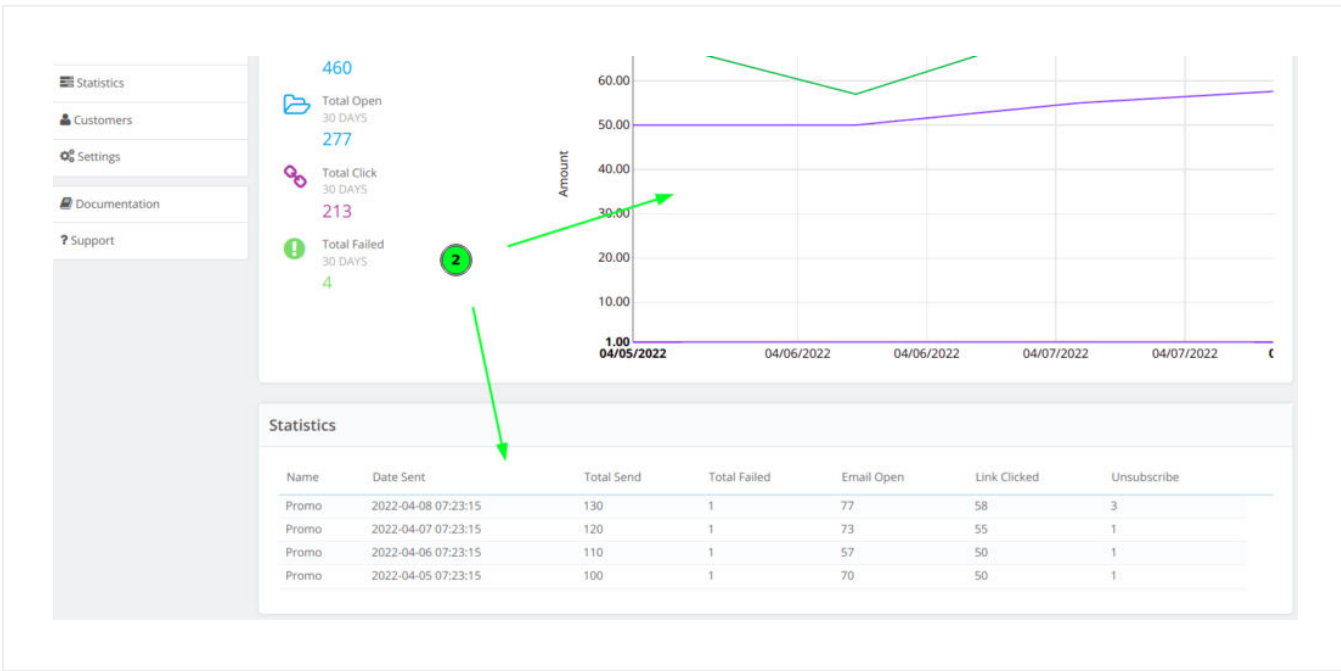 Statistics
Customers
Settings
Documentation
? Support
460
Total Open
30 DAYS
277
Total Click
30 DAYS
213
Total Failed
30 DAYS
4
2
Amount
60.00
50.00
40.00
30.00
20.00
10.00
1.00
04/05/2022 04/06/2022 04/06/2022 04/07/2022 04/07/2022
Statistics
Name Date Sent Total Send Total Failed Email Open Link Clicked Unsubscribe
Promo 2022-04-08 07:23:15 130 1 77 58 3
Promo 2022-04-07 07:23:15 120 1 73 55 1
Promo 2022-04-06 07:23:15 110 1 57 50 1
Promo 2022-04-05 07:23:15 100 1 70 50 1